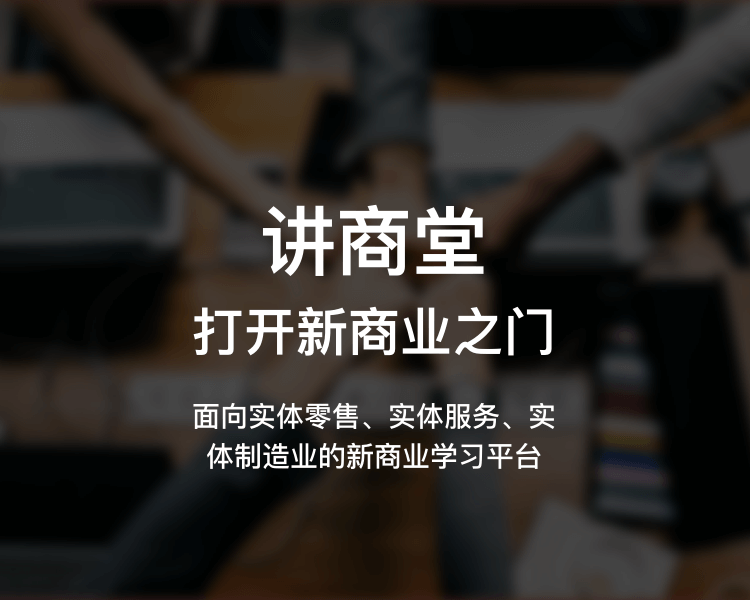 讲商堂
打开新商业之门
面向实体零售、实体服务、实
体制造业的新商业学习平台